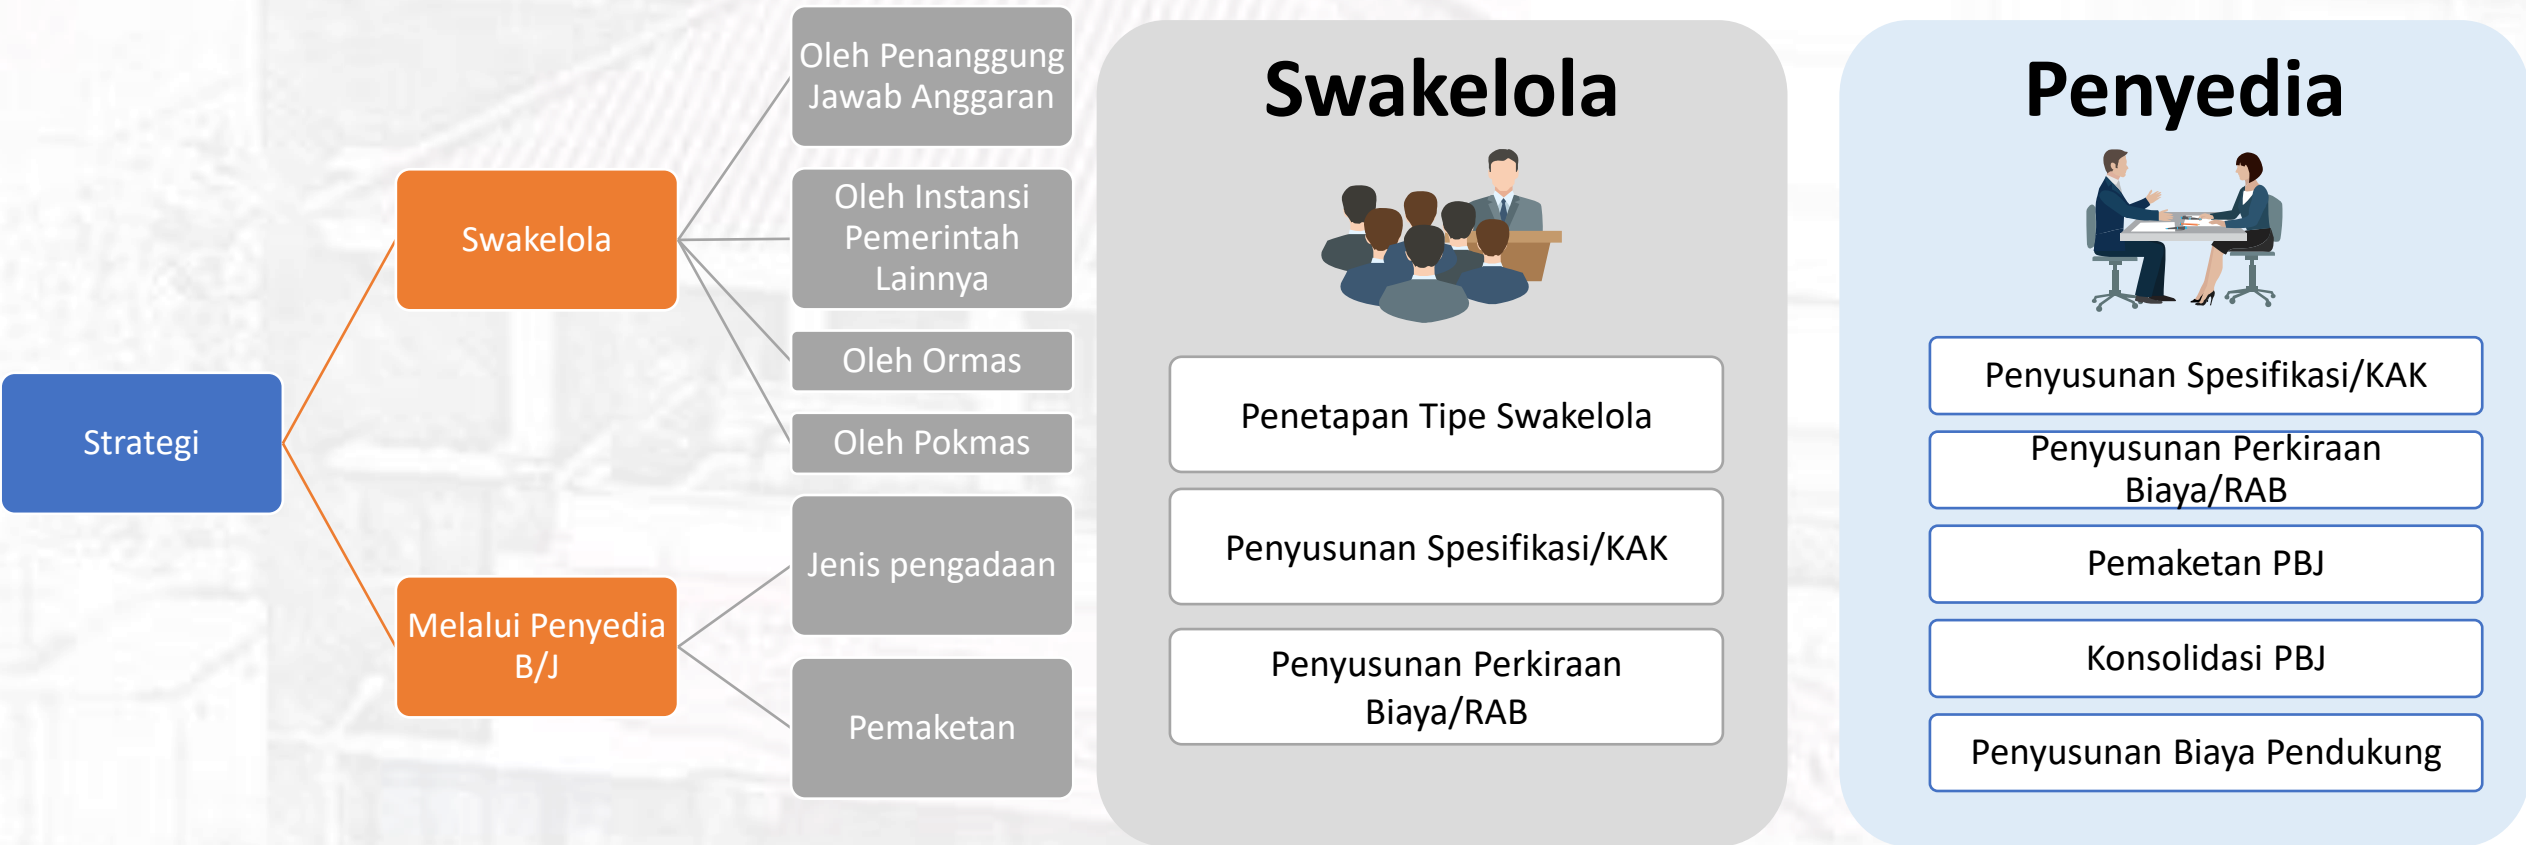 Strategi
Swakelola
Melalui Penyedia
B/J
Oleh Penanggung
Jawab Anggaran
Oleh Instansi
Pemerintah
Lainnya
Oleh Ormas
Oleh Pokmas
Jenis pengadaan
Pemaketan
Swakelola
Penetapan Tipe Swakelola
Penyusunan Spesifikasi/KAK
Penyusunan Perkiraan
Biaya/RAB
Penyedia
Penyusunan Spesifikasi/KAK
Penyusunan Perkiraan
Biaya/RAB
Pemaketan PBJ
Konsolidasi PBJ
Penyusunan Biaya Pendukung